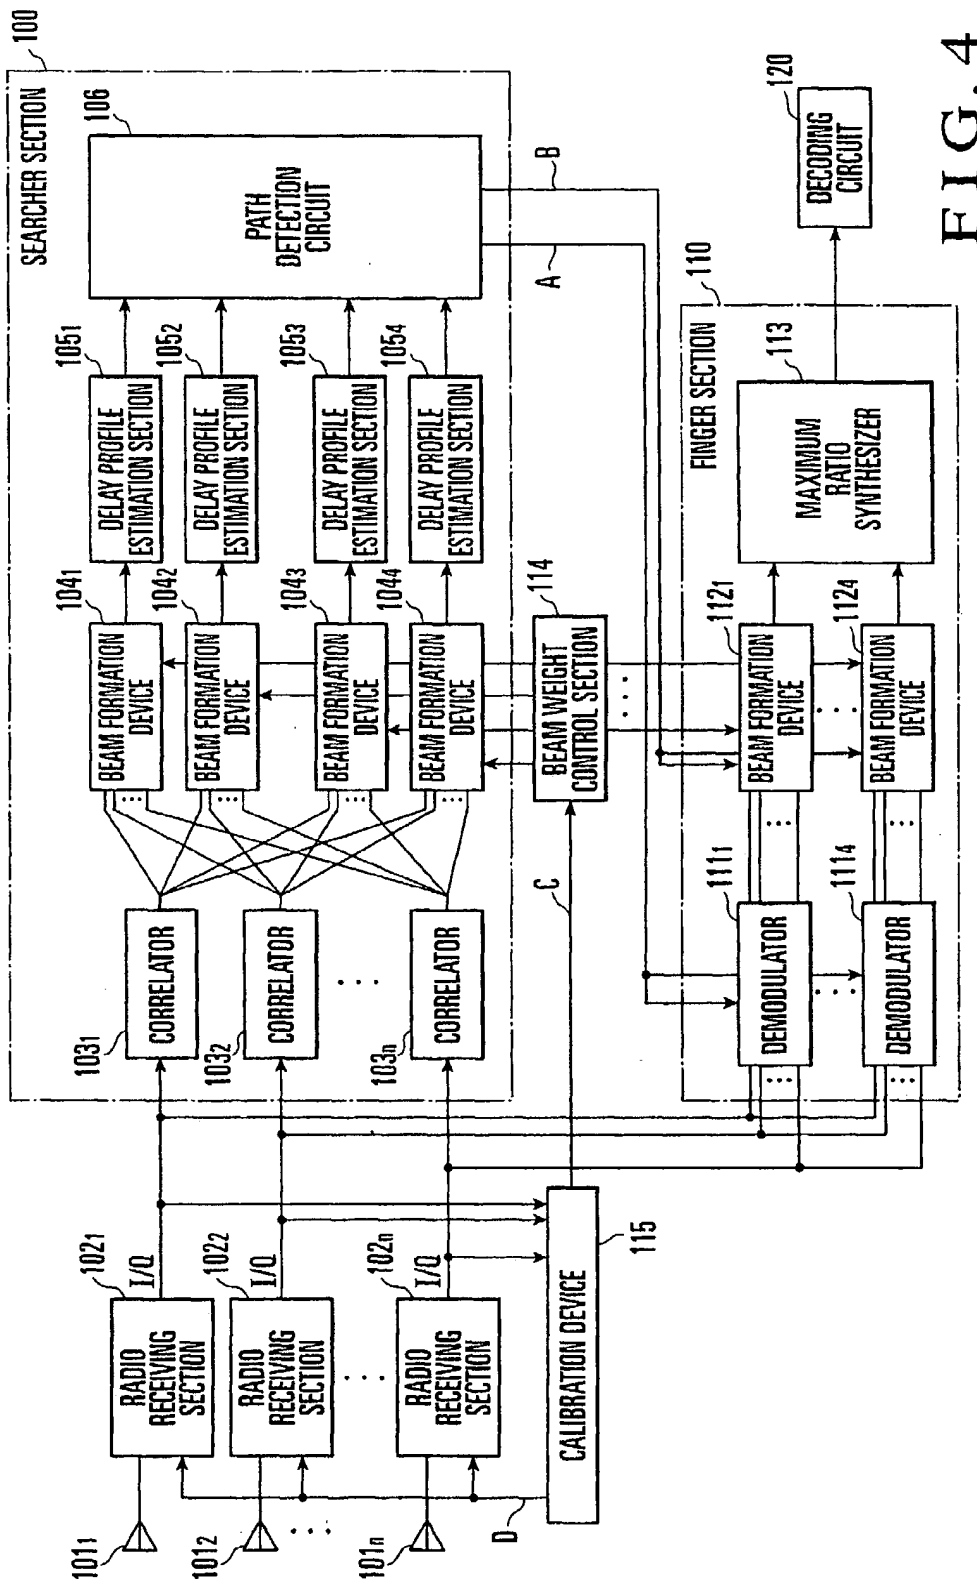 100
SEARCHER SECTION
106
PATH
DETECTION
CIRCUIT
B
A
1051
DELAY PROFILE
ESTIMATION SECTION
1052
DELAY PROFILE
ESTIMATION SECTION
1053
DELAY PROFILE
ESTIMATION SECTION
1054
DELAY PROFILE
ESTIMATION SECTION
1041
BEAM FORMATION
DEVICE
1042
BEAM FORMATION
DEVICE
1043
BEAM FORMATION
DEVICE
1044
BEAM FORMATION
DEVICE
1031
CORRELATOR
1032
CORRELATOR
103n
CORRELATOR
114
BEAM WEIGHT
CONTROL SECTION
C
1011
1012
101n
1021
RADIO
RECEIVING
SECTION
I/Q
1022
RADIO
RECEIVING
SECTION
I/Q
102n
RADIO
RECEIVING
SECTION
I/Q
D
CALIBRATION DEVICE
115
110
FINGER SECTION
1111
DEMODULATOR
1114
DEMODULATOR
1121
BEAM FORMATION
DEVICE
1124
BEAM FORMATION
DEVICE
113
MAXIMUM
RATIO
SYNTHESIZER
120
DECODING
CIRCUIT
FIG. 4